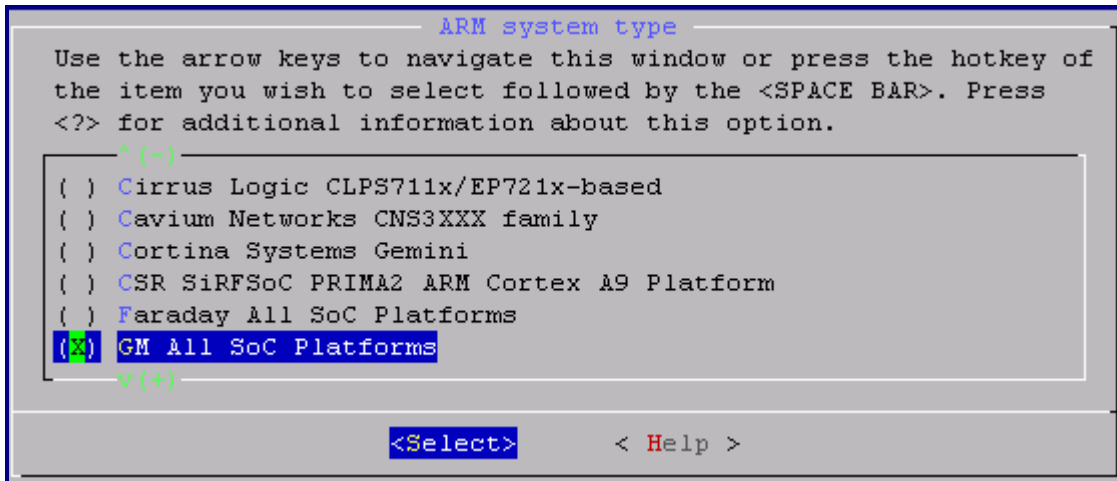 ARM system type
Use the arrow keys to navigate this window or press the hotkey of
the item you wish to select followed by the <SPACE BAR>. Press
<?> for additional information about this option.
^(-)
( ) Cirrus Logic CLPS711x/EP721x-based
( ) Cavium Networks CNS3XXX family
( ) Cortina Systems Gemini
( ) CSR SiRFSoC PRIMA2 ARM Cortex A9 Platform
( ) Faraday All SoC Platforms
(X) GM All SoC Platforms
v(+)
<Select> < Help >